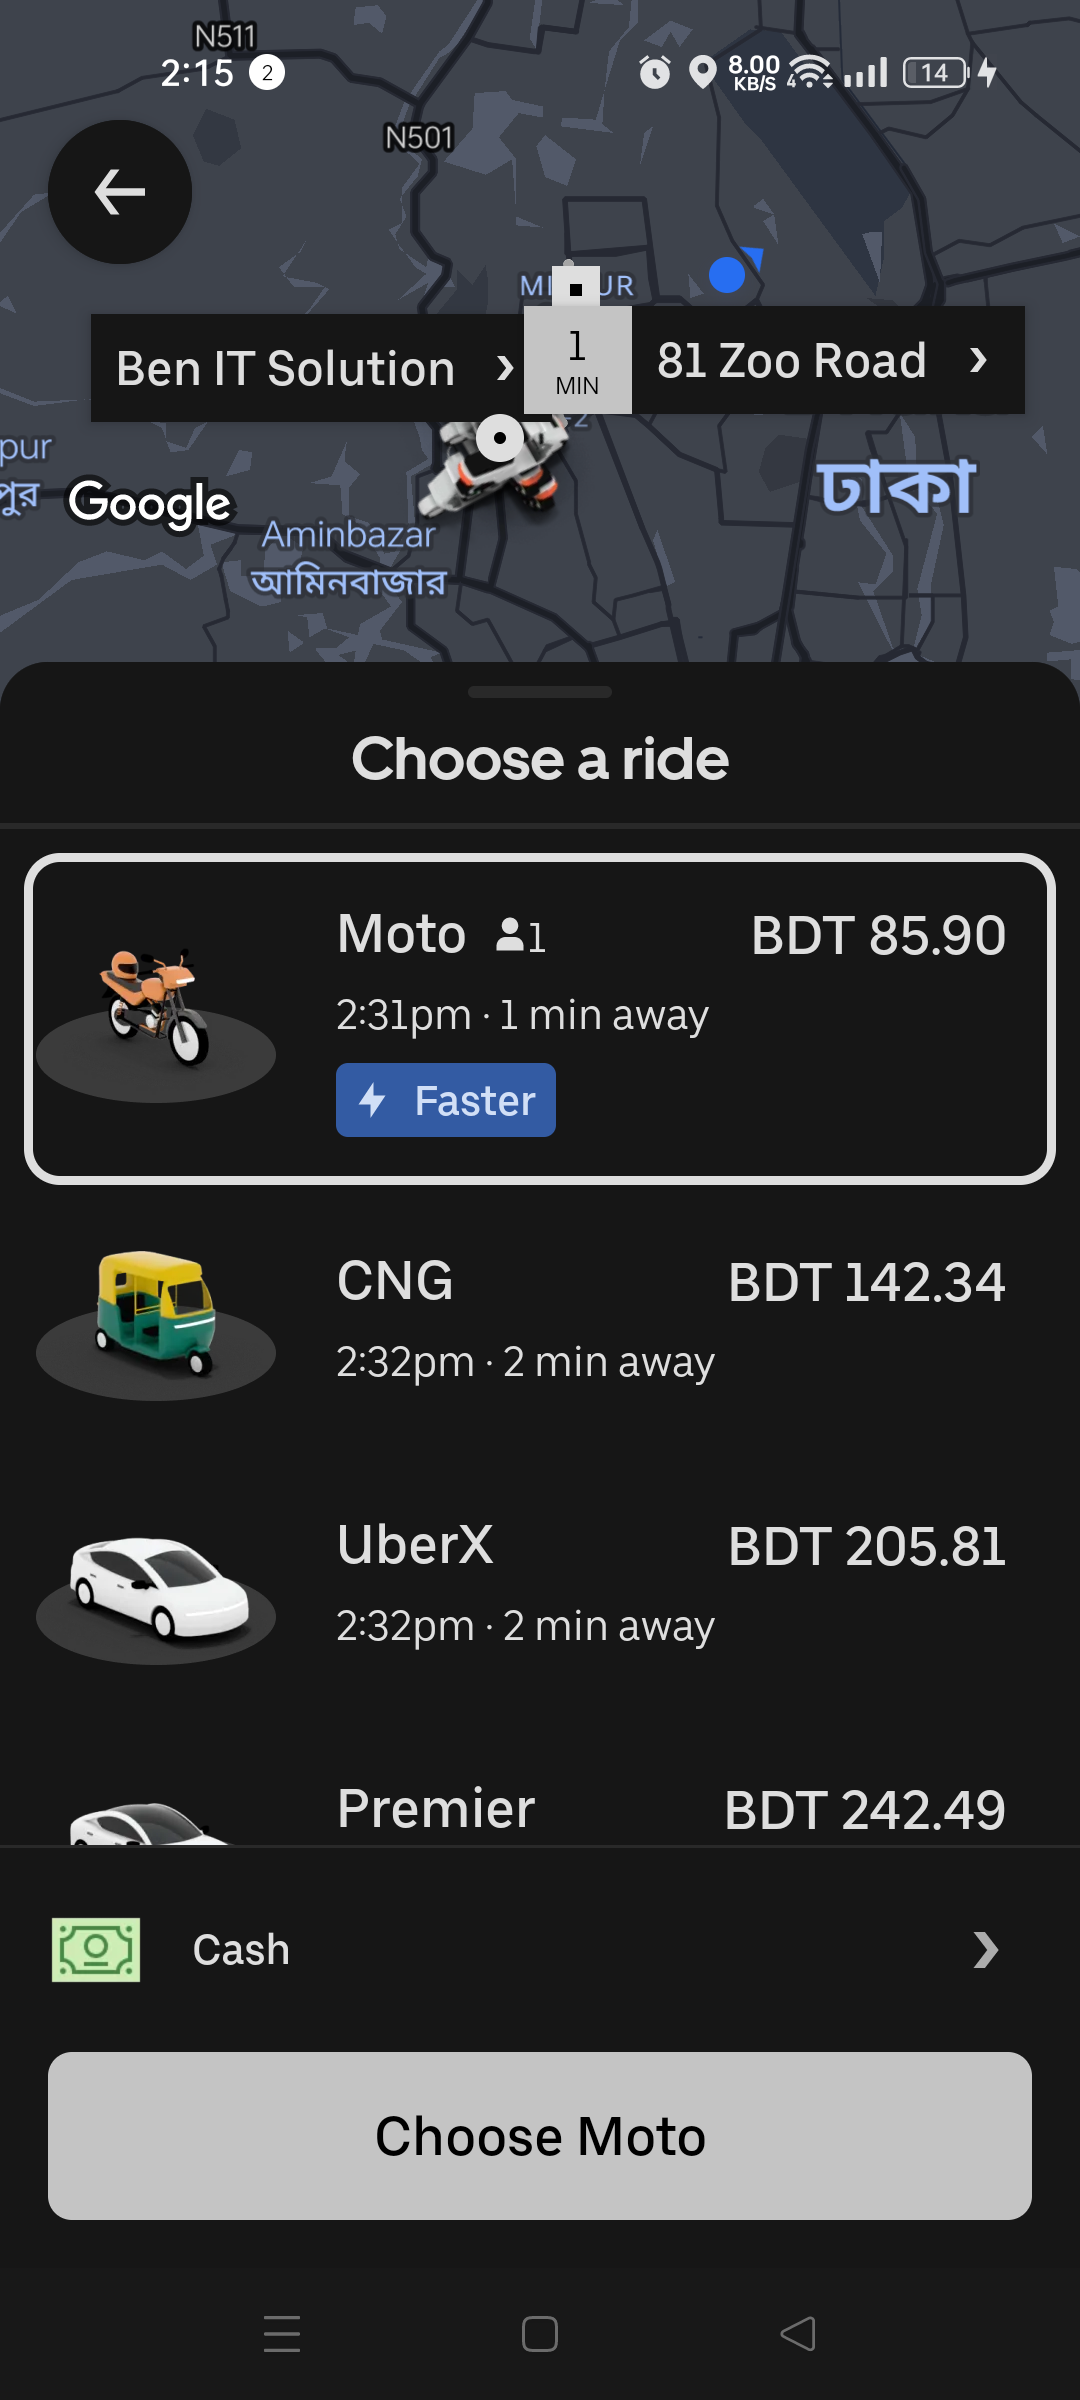 N511
2:15 2 8.00 KB/S 4 14
N501
Ben IT Solution
1
MIN
81 Zoo Road
pur
পুর
Google
ঢাকা
Aminbazar
আমিনবাজার
Choose a ride
Moto 1 BDT 85.90
2:31pm · 1 min away
Faster
CNG BDT 142.34
2:32pm · 2 min away
UberX BDT 205.81
2:32pm · 2 min away
Premier BDT 242.49
Cash
Choose Moto